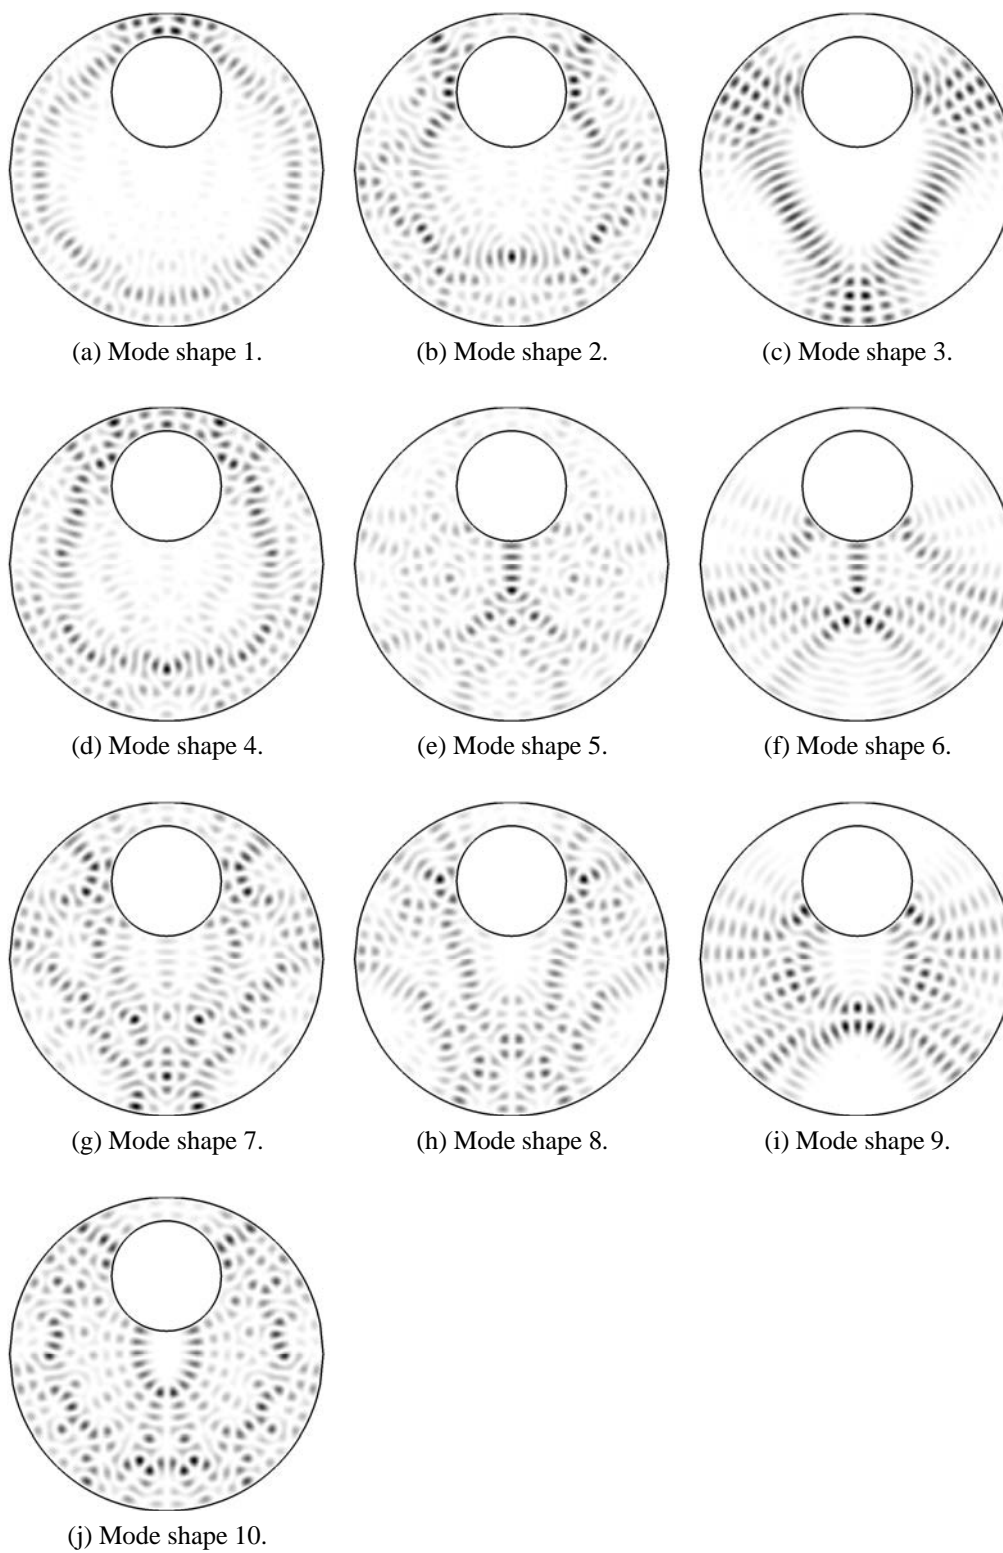 (a) Mode shape 1.
(b) Mode shape 2.
(c) Mode shape 3.
(d) Mode shape 4.
(e) Mode shape 5.
(f) Mode shape 6.
(g) Mode shape 7.
(h) Mode shape 8.
(i) Mode shape 9.
(j) Mode shape 10.